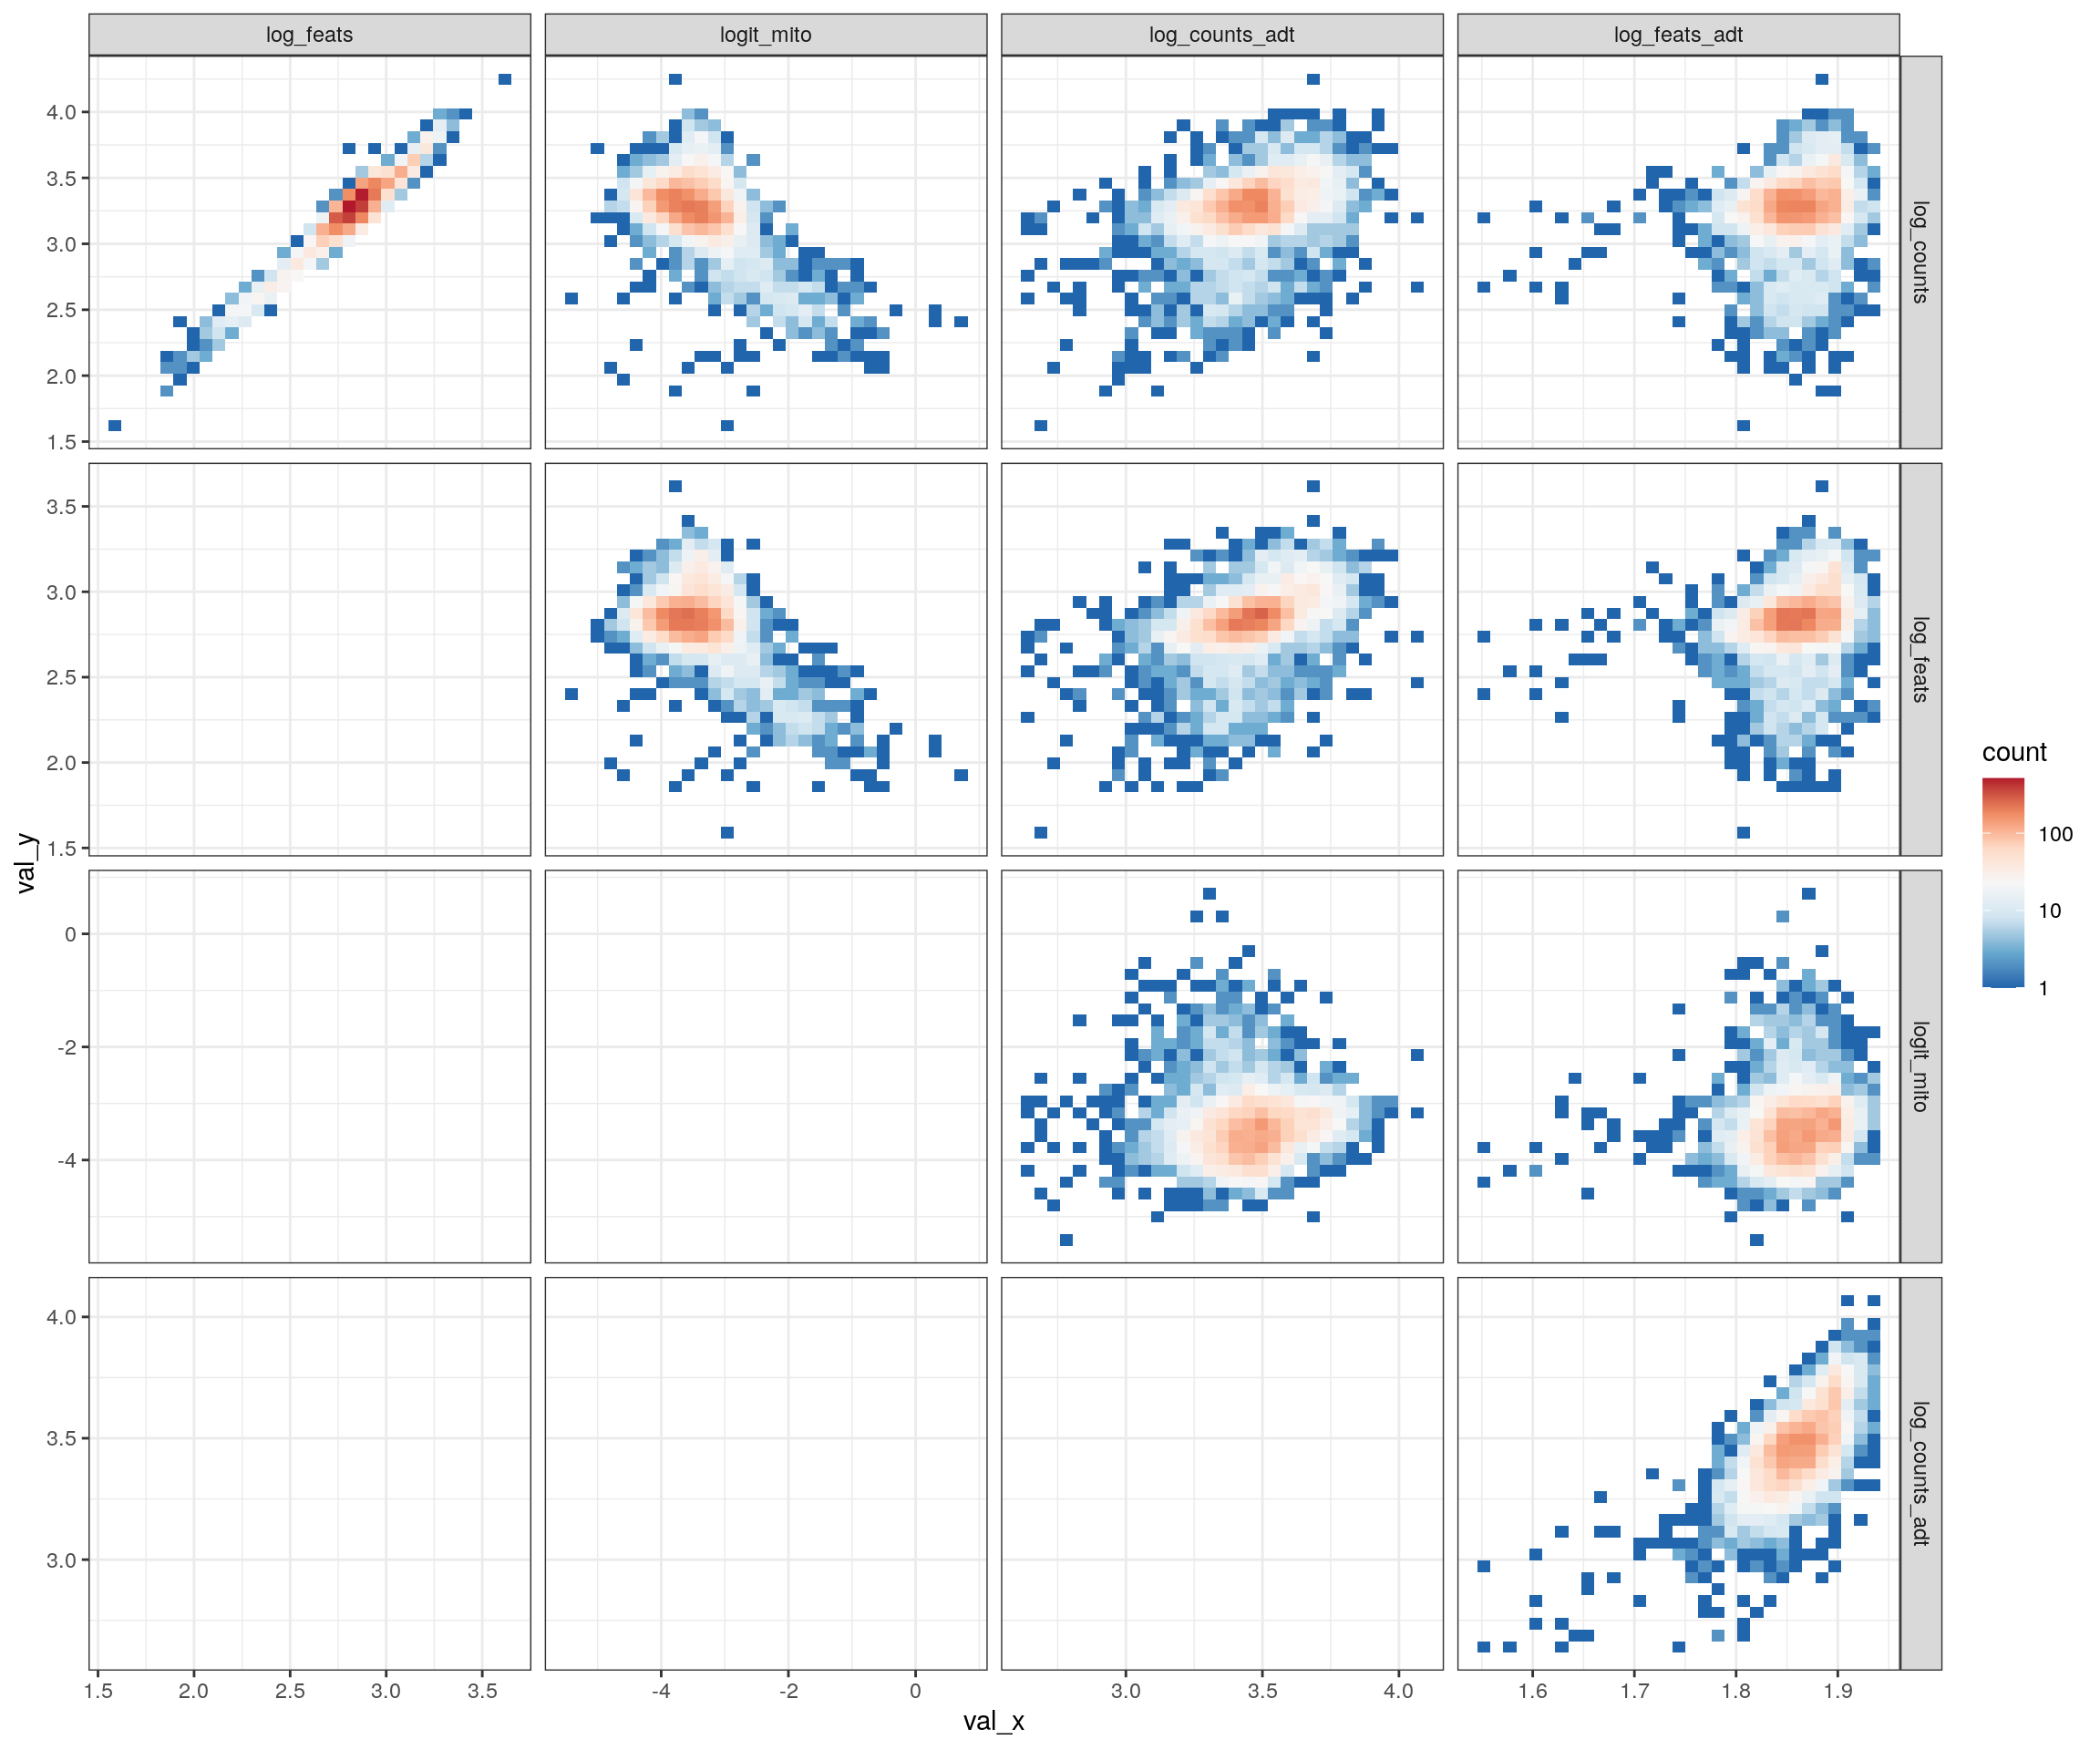 log_feats logit_mito log_counts_adt log_feats_adt
4.0
3.5
3.0
2.5
2.0
1.5
log_counts
3.5
3.0
2.5
2.0
1.5
log_feats
0
-2
-4
logit_mito
4.0
3.5
3.0
log_counts_adt
1.5 2.0 2.5 3.0 3.5 -4 -2 0 3.0 3.5 4.0 1.6 1.7 1.8 1.9
val_x
val_y
count
100
10
1